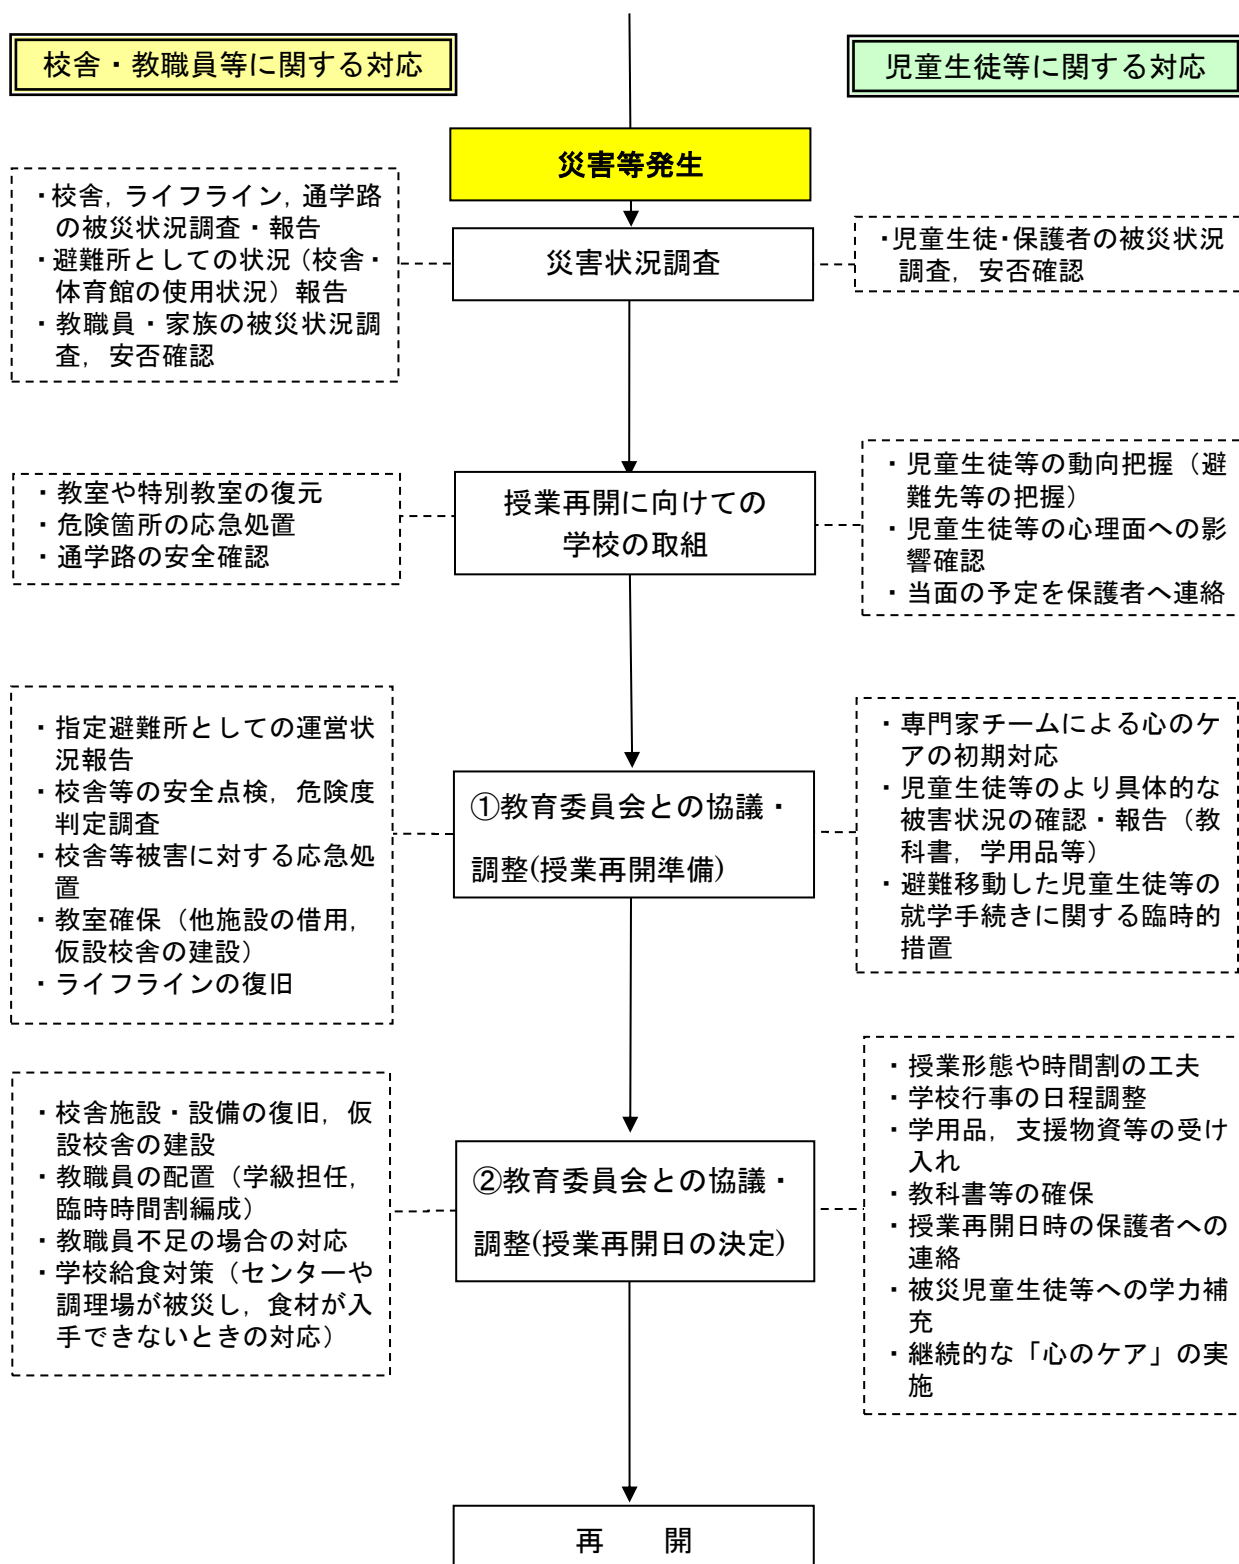 校舎・教職員等に関する対応
児童生徒等に関する対応
災害等発生
・校舎，ライフライン，通学路
の被災状況調査・報告
・避難所としての状況（校舎・
体育館の使用状況）報告
・教職員・家族の被災状況調
査，安否確認
災害状況調査
・児童生徒・保護者の被災状況
調査，安否確認
・教室や特別教室の復元
・危険箇所の応急処置
・通学路の安全確認
授業再開に向けての
学校の取組
・児童生徒等の動向把握（避
難先等の把握）
・児童生徒等の心理面への影
響確認
・当面の予定を保護者へ連絡
・指定避難所としての運営状
況報告
・校舎等の安全点検，危険度
判定調査
・校舎等被害に対する応急処
置
・教室確保（他施設の借用，
仮設校舎の建設）
・ライフラインの復旧
①教育委員会との協議・
調整(授業再開準備)
・専門家チームによる心のケ
アの初期対応
・児童生徒等のより具体的な
被害状況の確認・報告（教
科書，学用品等）
・避難移動した児童生徒等の
就学手続きに関する臨時的
措置
・校舎施設・設備の復旧，仮
設校舎の建設
・教職員の配置（学級担任，
臨時時間割編成）
・教職員不足の場合の対応
・学校給食対策（センターや
調理場が被災し，食材が入
手できないときの対応）
②教育委員会との協議・
調整(授業再開日の決定)
・授業形態や時間割の工夫
・学校行事の日程調整
・学用品，支援物資等の受け
入れ
・教科書等の確保
・授業再開日時の保護者への
連絡
・被災児童生徒等への学力補
充
・継続的な「心のケア」の実
施
再　　開